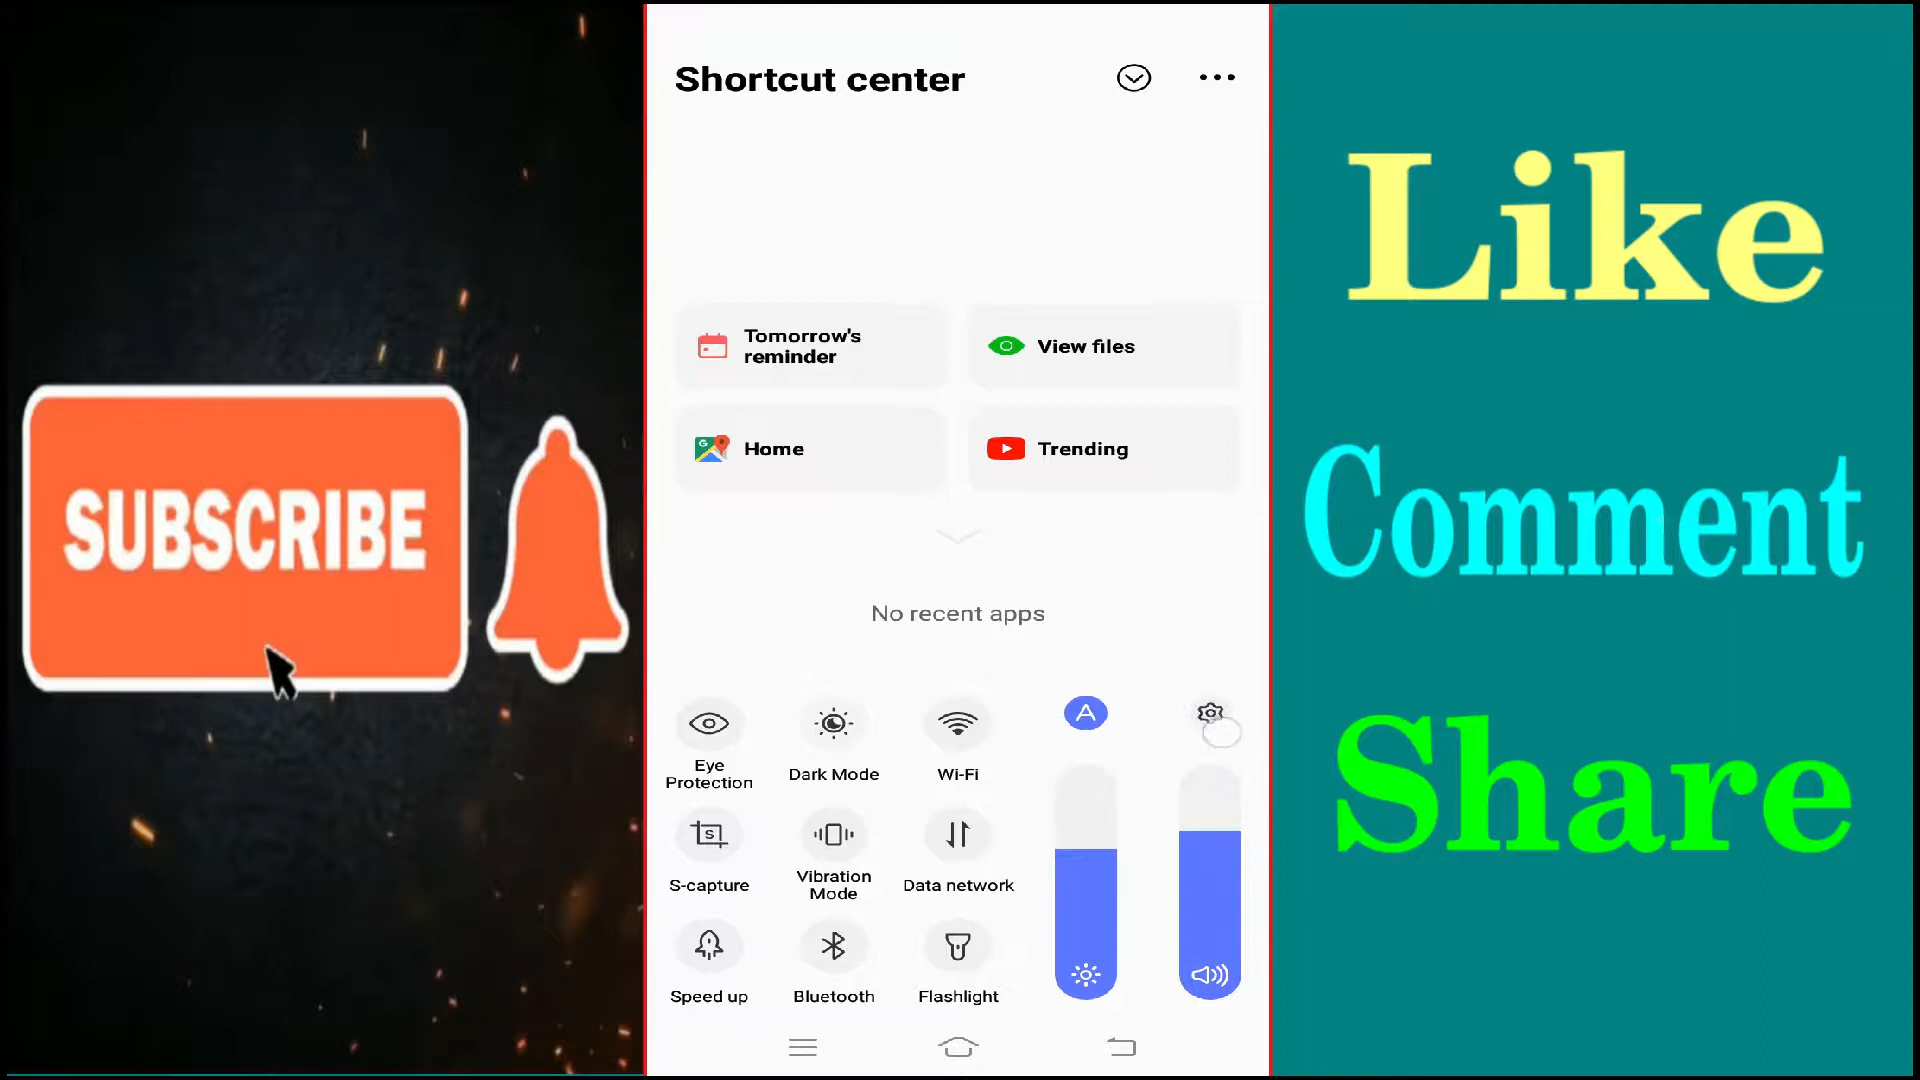 SUBSCRIBE
Shortcut center
Tomorrow's
reminder
View files
Home
Trending
No recent apps
Eye
Protection
Dark Mode
Wi-Fi
A
S-capture
Vibration
Mode
Data network
Speed up
Bluetooth
Flashlight
Like
Comment
Share